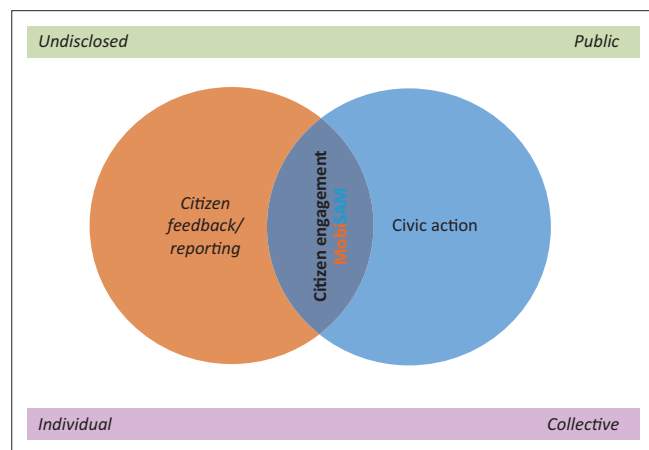 Undisclosed Public
Citizen
feedback/
reporting
Citizen engagement
MobiSAM
Civic action
Individual Collective